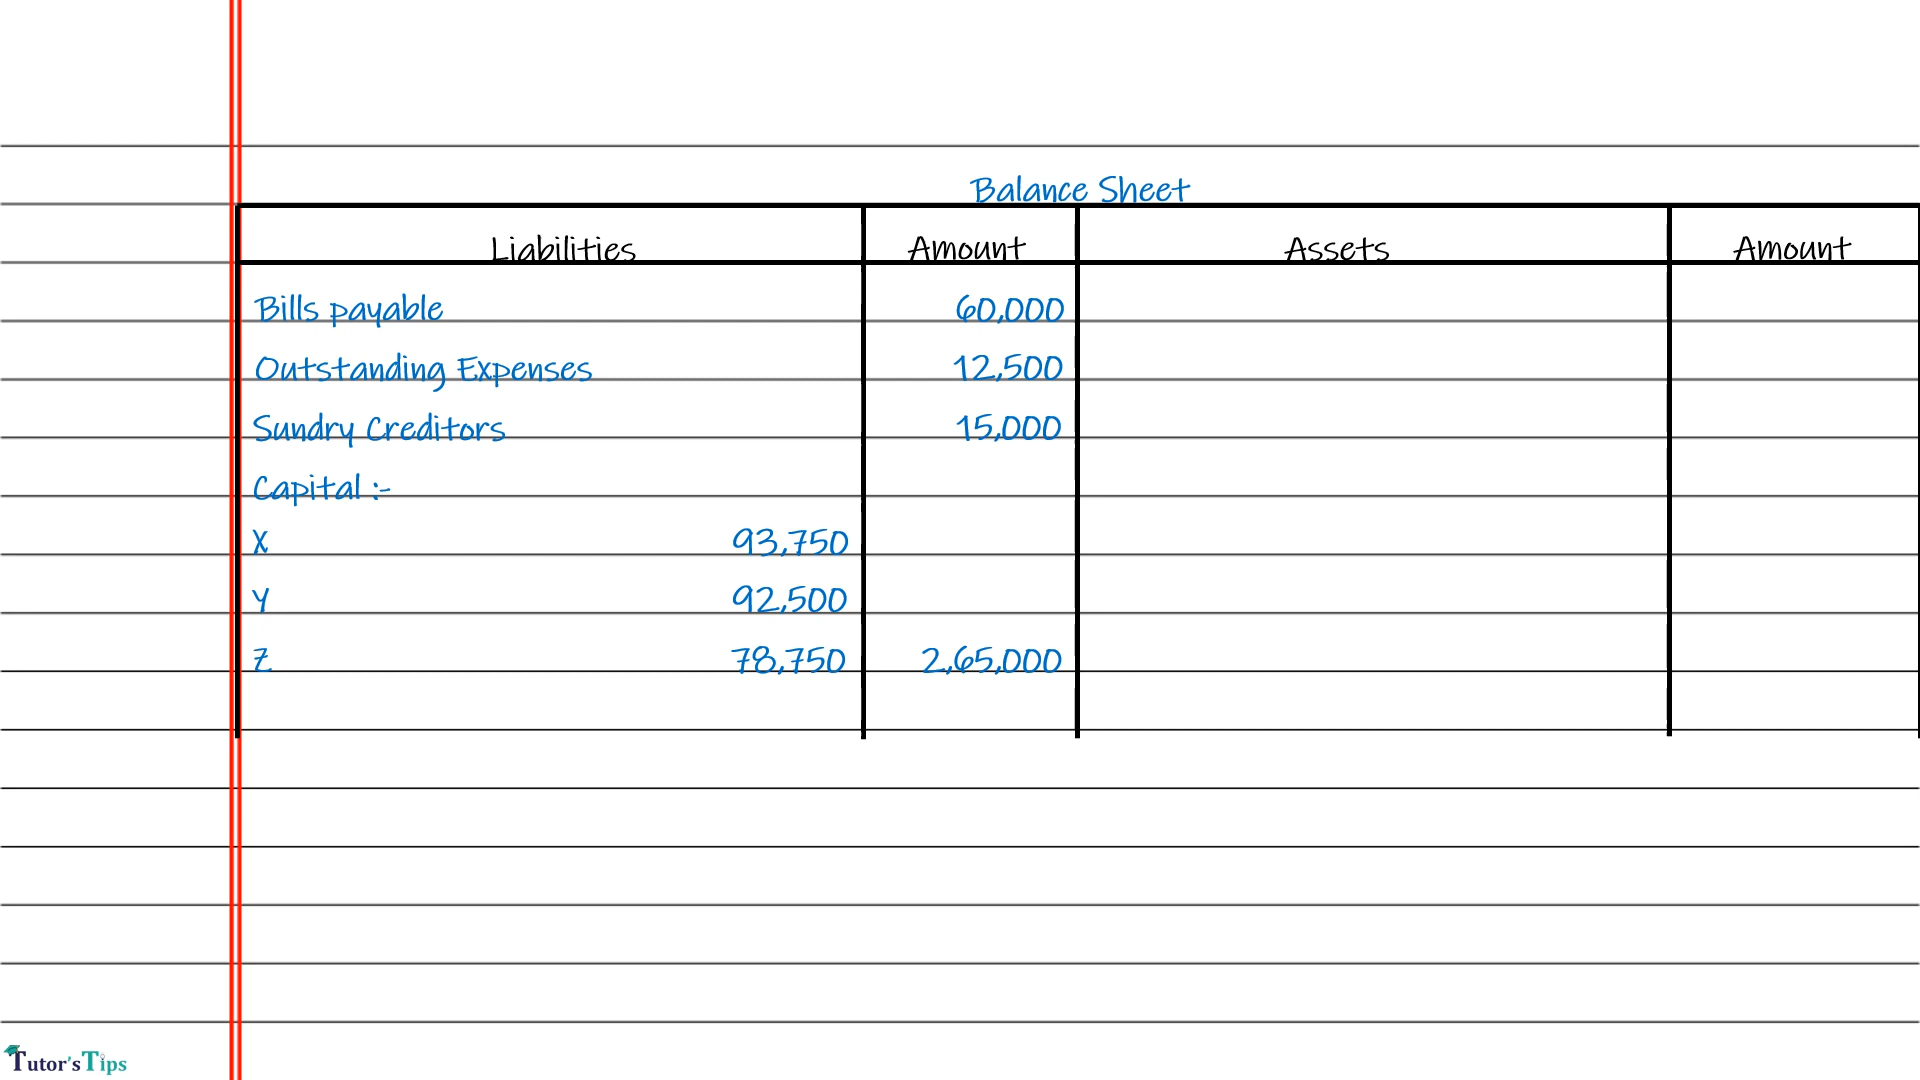 Balance Sheet
Liabilities Amount Assets Amount
Bills payable 60,000
Outstanding Expenses 12,500
Sundry Creditors 15,000
Capital :-
X 93,750
Y 92,500
Z 78,750 2,65,000
Tutor'sTips